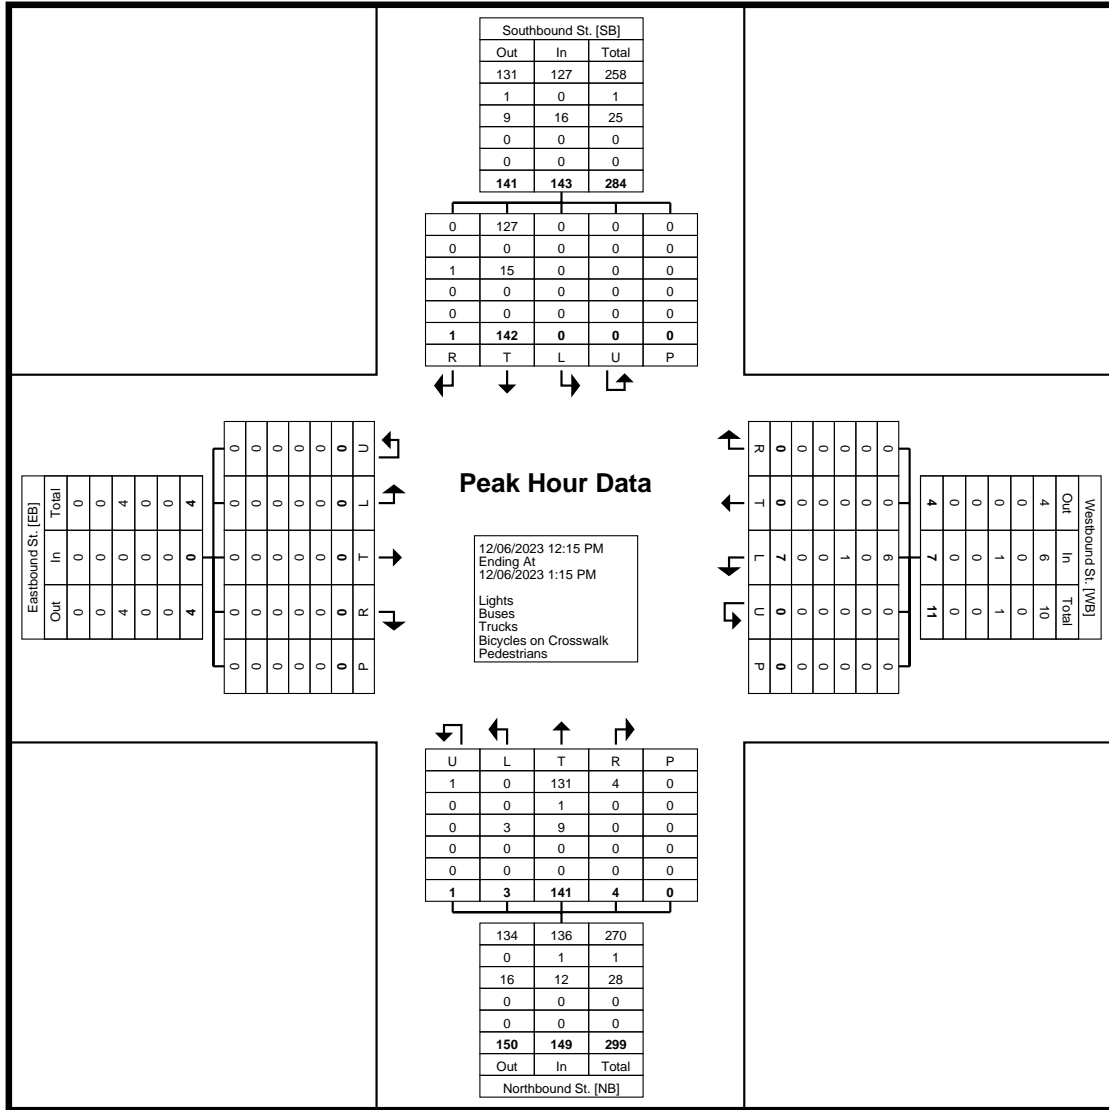 Southbound St. [SB]
Out In Total
131 127 258
1 0 1
9 16 25
0 0 0
0 0 0
141 143 284
0 127 0 0 0
0 0 0 0 0
1 15 0 0 0
0 0 0 0 0
0 0 0 0 0
1 142 0 0 0
R T L U P
Eastbound St. [EB]
Total In Out
0 0 0
0 0 0
4 0 4
0 0 0
0 0 0
4 0 4
0 0 0 0 0
0 0 0 0 0
0 0 0 0 0
0 0 0 0 0
0 0 0 0 0
0 0 0 0 0
0 0 0 0 0
U L T R P
Peak Hour Data
12/06/2023 12:15 PM
Ending At
12/06/2023 1:15 PM
Lights
Buses
Trucks
Bicycles on Crosswalk
Pedestrians
Westbound St. [WB]
Out In Total
4 6 10
0 0 0
0 1 1
0 0 0
0 0 0
4 7 11
0 0 6 0 0
0 0 0 0 0
0 0 1 0 0
0 0 0 0 0
0 0 0 0 0
0 0 7 0 0
R T L U P
U L T R P
1 0 131 4 0
0 0 1 0 0
0 3 9 0 0
0 0 0 0 0
0 0 0 0 0
1 3 141 4 0
134 136 270
0 1 1
16 12 28
0 0 0
0 0 0
150 149 299
Out In Total
Northbound St. [NB]